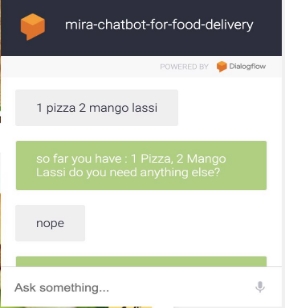 mira-chatbot-for-food-delivery
POWERED BY Dialogflow
1 pizza 2 mango lassi
so far you have : 1 Pizza, 2 Mango
Lassi do you need anything else?
nope
Ask something...